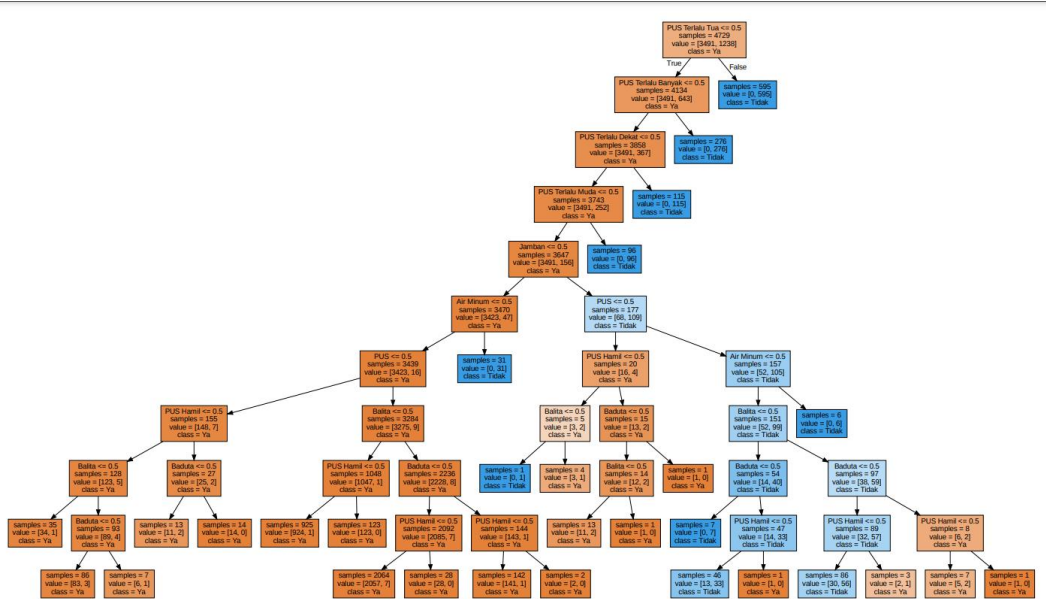 PUS Terlalu Tua <= 0.5
samples = 4729
value = [3491, 1238]
class = Ya
True
False
PUS Terlalu Banyak <= 0.5
samples = 4134
value = [3491, 643]
class = Ya
samples = 595
value = [0, 595]
class = Tidak
PUS Terlalu Dekat <= 0.5
samples = 3858
value = [3491, 367]
class = Ya
samples = 276
value = [0, 276]
class = Tidak
PUS Terlalu Muda <= 0.5
samples = 3743
value = [3491, 252]
class = Ya
samples = 115
value = [0, 115]
class = Tidak
Jamban <= 0.5
samples = 3647
value = [3491, 156]
class = Ya
samples = 96
value = [0, 96]
class = Tidak
Air Minum <= 0.5
samples = 3470
value = [3423, 47]
class = Ya
PUS <= 0.5
samples = 177
value = [68, 109]
class = Tidak
PUS <= 0.5
samples = 3439
value = [3423, 16]
class = Ya
samples = 31
value = [0, 31]
class = Tidak
PUS Hamil <= 0.5
samples = 20
value = [16, 4]
class = Ya
Air Minum <= 0.5
samples = 157
value = [52, 105]
class = Tidak
PUS Hamil <= 0.5
samples = 155
value = [148, 7]
class = Ya
Balita <= 0.5
samples = 3284
value = [3275, 9]
class = Ya
Balita <= 0.5
samples = 5
value = [3, 2]
class = Ya
Baduta <= 0.5
samples = 15
value = [13, 2]
class = Ya
Balita <= 0.5
samples = 151
value = [52, 99]
class = Tidak
samples = 6
value = [0, 6]
class = Tidak
Balita <= 0.5
samples = 128
value = [123, 5]
class = Ya
Baduta <= 0.5
samples = 27
value = [25, 2]
class = Ya
PUS Hamil <= 0.5
samples = 1048
value = [1047, 1]
class = Ya
Baduta <= 0.5
samples = 2236
value = [2228, 8]
class = Ya
samples = 1
value = [0, 1]
class = Tidak
samples = 4
value = [3, 1]
class = Ya
Balita <= 0.5
samples = 14
value = [12, 2]
class = Ya
samples = 1
value = [1, 0]
class = Ya
Baduta <= 0.5
samples = 54
value = [14, 40]
class = Tidak
Baduta <= 0.5
samples = 97
value = [38, 59]
class = Tidak
samples = 35
value = [34, 1]
class = Ya
Baduta <= 0.5
samples = 93
value = [89, 4]
class = Ya
samples = 13
value = [11, 2]
class = Ya
samples = 14
value = [14, 0]
class = Ya
samples = 925
value = [924, 1]
class = Ya
samples = 123
value = [123, 0]
class = Ya
PUS Hamil <= 0.5
samples = 2092
value = [2085, 7]
class = Ya
PUS Hamil <= 0.5
samples = 144
value = [143, 1]
class = Ya
samples = 13
value = [11, 2]
class = Ya
samples = 1
value = [1, 0]
class = Ya
samples = 7
value = [0, 7]
class = Tidak
PUS Hamil <= 0.5
samples = 47
value = [14, 33]
class = Tidak
PUS Hamil <= 0.5
samples = 89
value = [32, 57]
class = Tidak
PUS Hamil <= 0.5
samples = 8
value = [6, 2]
class = Ya
samples = 86
value = [83, 3]
class = Ya
samples = 7
value = [6, 1]
class = Ya
samples = 2064
value = [2057, 7]
class = Ya
samples = 28
value = [28, 0]
class = Ya
samples = 142
value = [141, 1]
class = Ya
samples = 2
value = [2, 0]
class = Ya
samples = 46
value = [13, 33]
class = Tidak
samples = 1
value = [1, 0]
class = Ya
samples = 86
value = [30, 56]
class = Tidak
samples = 3
value = [2, 1]
class = Ya
samples = 7
value = [5, 2]
class = Ya
samples = 1
value = [1, 0]
class = Ya